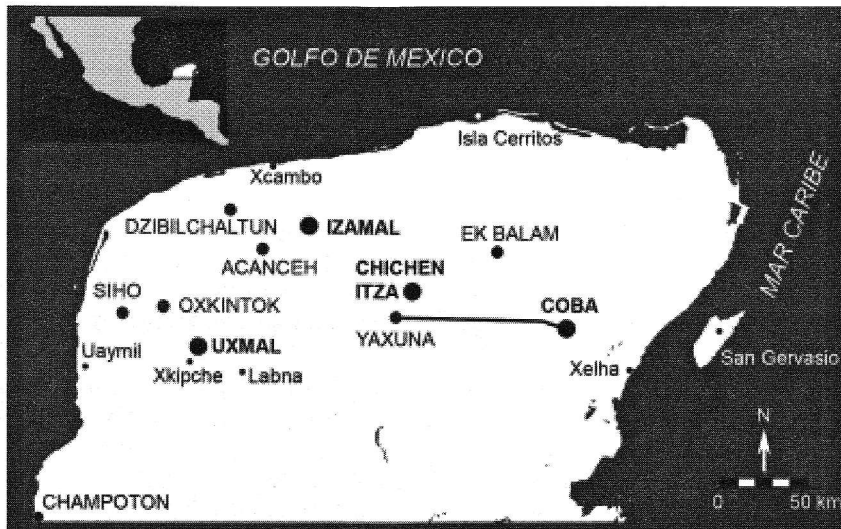 GOLFO DE MEXICO
Isla Cerritos
Xcambo
DZIBILCHALTUN
IZAMAL
ACANCEH
EK BALAM
MAR CARIBE
CHICHEN
ITZA
SIHO
OXKINTOK
COBA
YAXUNA
UXMAL
Uaymil
Xkipche
Labna
Xelha
San Gervasio
N
CHAMPOTON
0 50 km